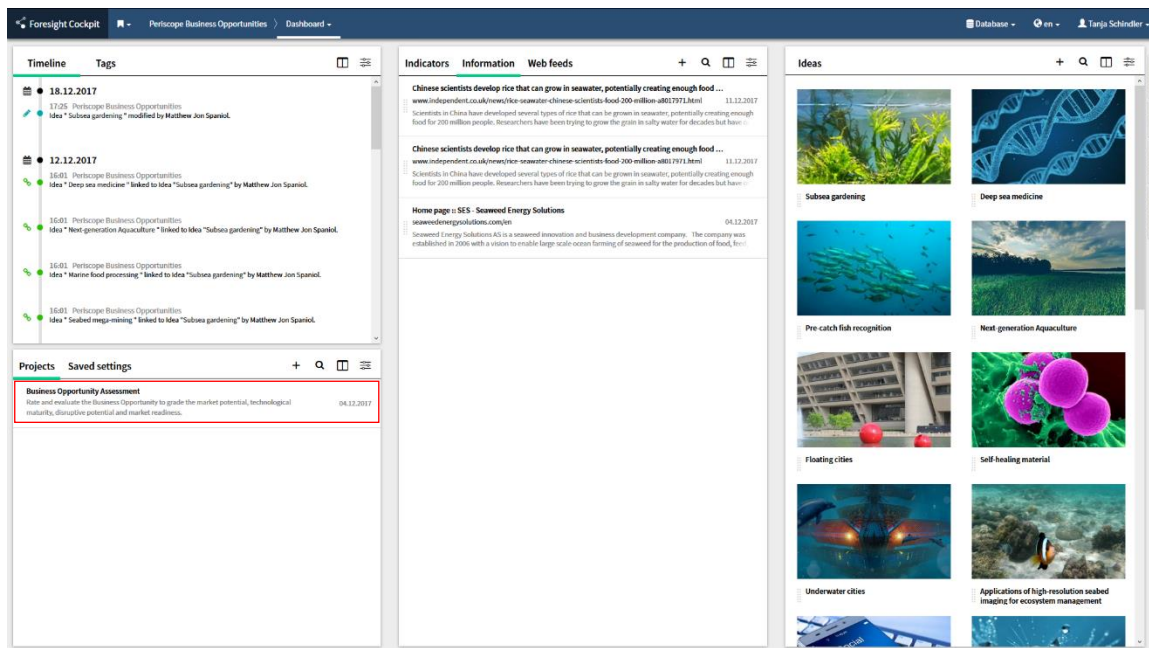 Foresight Cockpit
Periscope Business Opportunities
Dashboard
Database
en
Tanja Schindler
Timeline Tags
18.12.2017
17:25 Periscope Business Opportunities
Idea " Subsea gardening " modified by Matthew Jon Spaniol.
12.12.2017
16:01 Periscope Business Opportunities
Idea " Deep sea medicine " linked to Idea "Subsea gardening" by Matthew Jon Spaniol.
16:01 Periscope Business Opportunities
Idea " Next-generation Aquaculture " linked to Idea "Subsea gardening" by Matthew Jon Spaniol.
16:01 Periscope Business Opportunities
Idea " Marine food processing " linked to Idea "Subsea gardening" by Matthew Jon Spaniol.
16:01 Periscope Business Opportunities
Idea " Seabed mega-mining " linked to Idea "Subsea gardening" by Matthew Jon Spaniol.
Projects Saved settings
Business Opportunity Assessment
Rate and evaluate the Business Opportunity to grade the market potential, technological
maturity, disruptive potential and market readiness.
04.12.2017
Indicators Information Web feeds
Chinese scientists develop rice that can grow in seawater, potentially creating enough food ...
www.independent.co.uk/news/rice-seawater-chinese-scientists-food-200-million-a8017971.html 11.12.2017
Scientists in China have developed several types of rice that can be grown in seawater, potentially creating enough
food for 200 million people. Researchers have been trying to grow the grain in salty water for decades but have
Chinese scientists develop rice that can grow in seawater, potentially creating enough food ...
www.independent.co.uk/news/rice-seawater-chinese-scientists-food-200-million-a8017971.html 11.12.2017
Scientists in China have developed several types of rice that can be grown in seawater, potentially creating enough
food for 200 million people. Researchers have been trying to grow the grain in salty water for decades but have
Home page :: SES - Seaweed Energy Solutions
seaweedenergysolutions.com/en 04.12.2017
Seaweed Energy Solutions AS is a seaweed innovation and business development company. The company was
established in 2006 with a vision to enable large scale ocean farming of seaweed for the production of food, feed,
Ideas
Subsea gardening
Deep sea medicine
Pre-catch fish recognition
Next-generation Aquaculture
Floating cities
Self-healing material
Underwater cities
Applications of high-resolution seabed
imaging for ecosystem management
Social